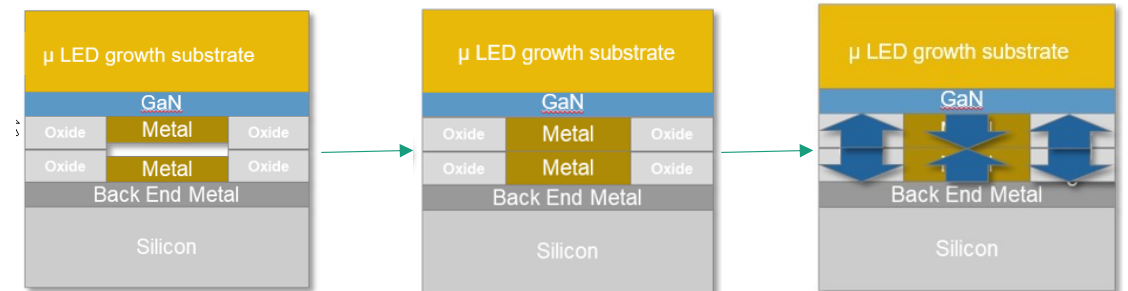 μ LED growth substrate
GaN
Oxide Metal Oxide
Oxide Metal Oxide
Back End Metal
Silicon
μ LED growth substrate
GaN
Oxide Metal Oxide
Oxide Metal Oxide
Back End Metal
Silicon
μ LED growth substrate
GaN
Back End Metal
Silicon